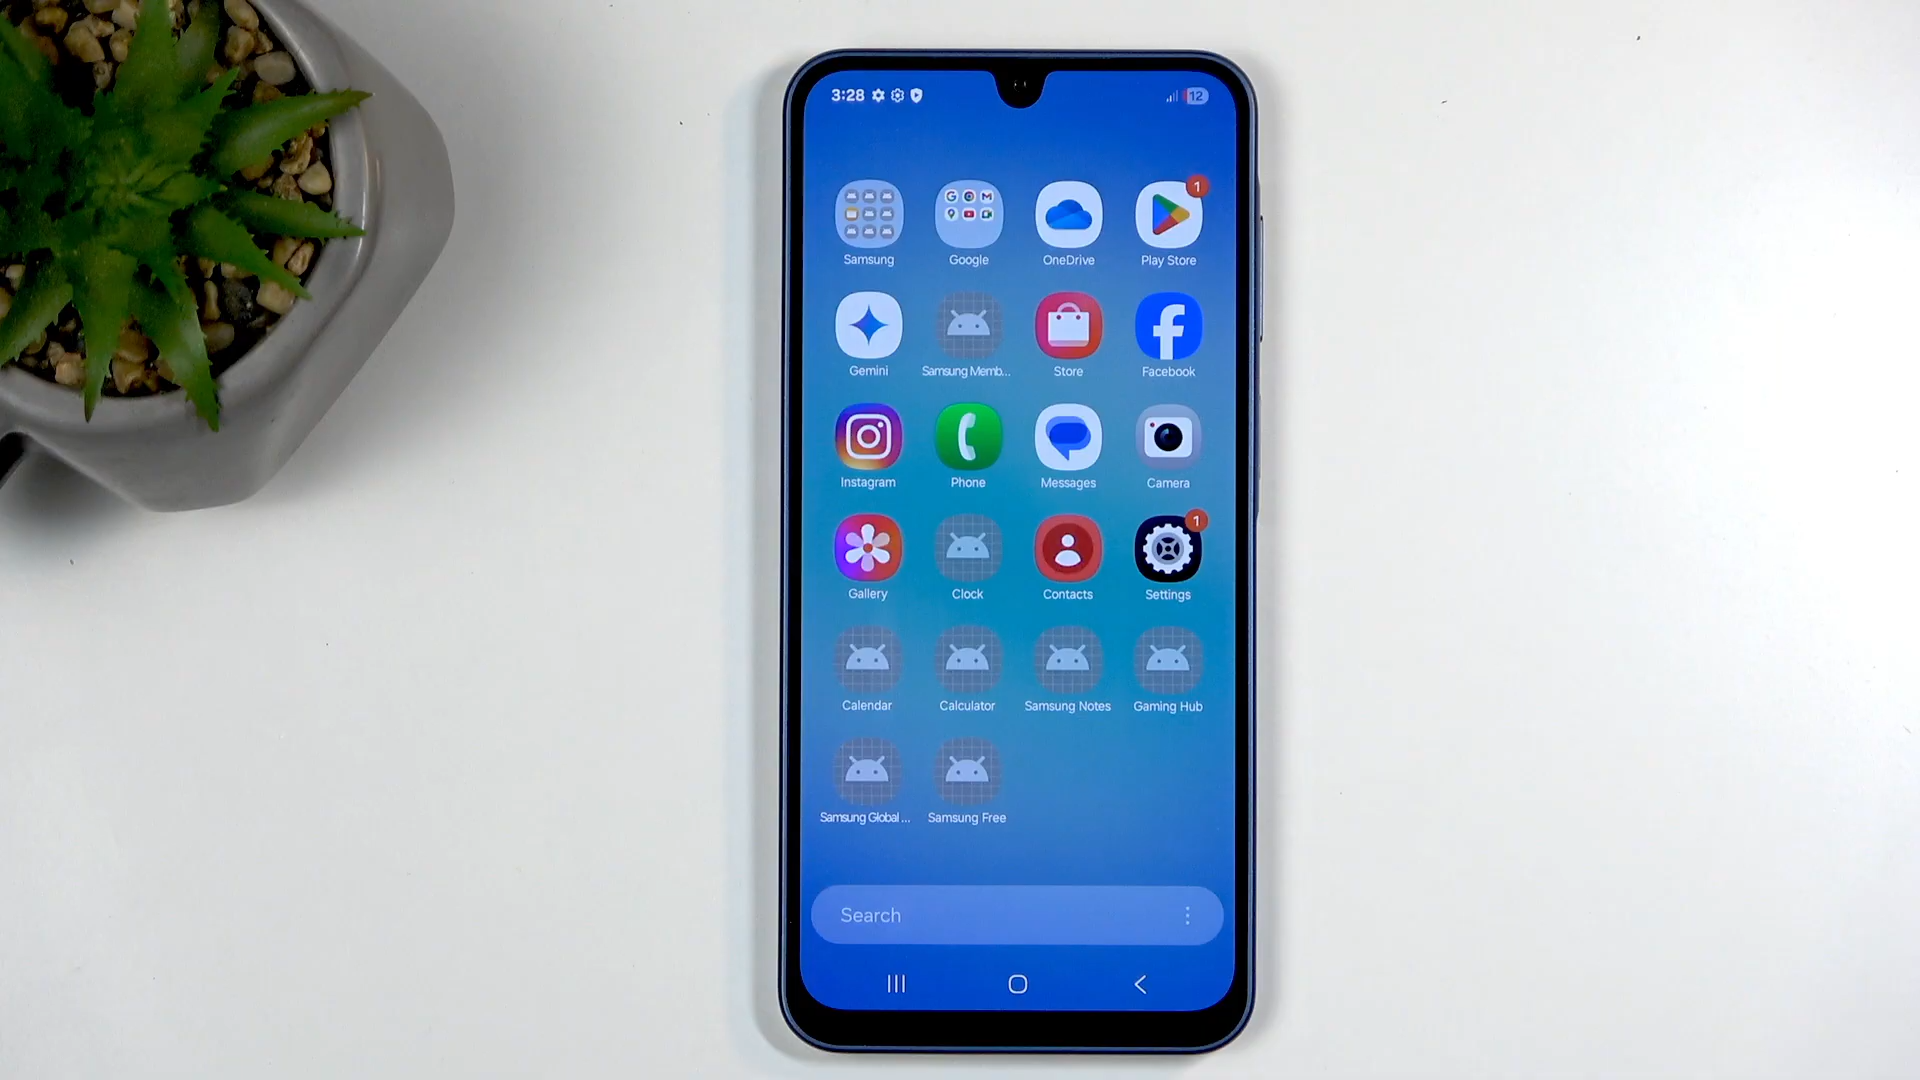 3:28
12
1
Samsung
Google
OneDrive
Play Store
Gemini
Samsung Memb...
Store
Facebook
Instagram
Phone
Messages
Camera
1
Gallery
Clock
Contacts
Settings
Calendar
Calculator
Samsung Notes
Gaming Hub
Samsung Global ...
Samsung Free
Search